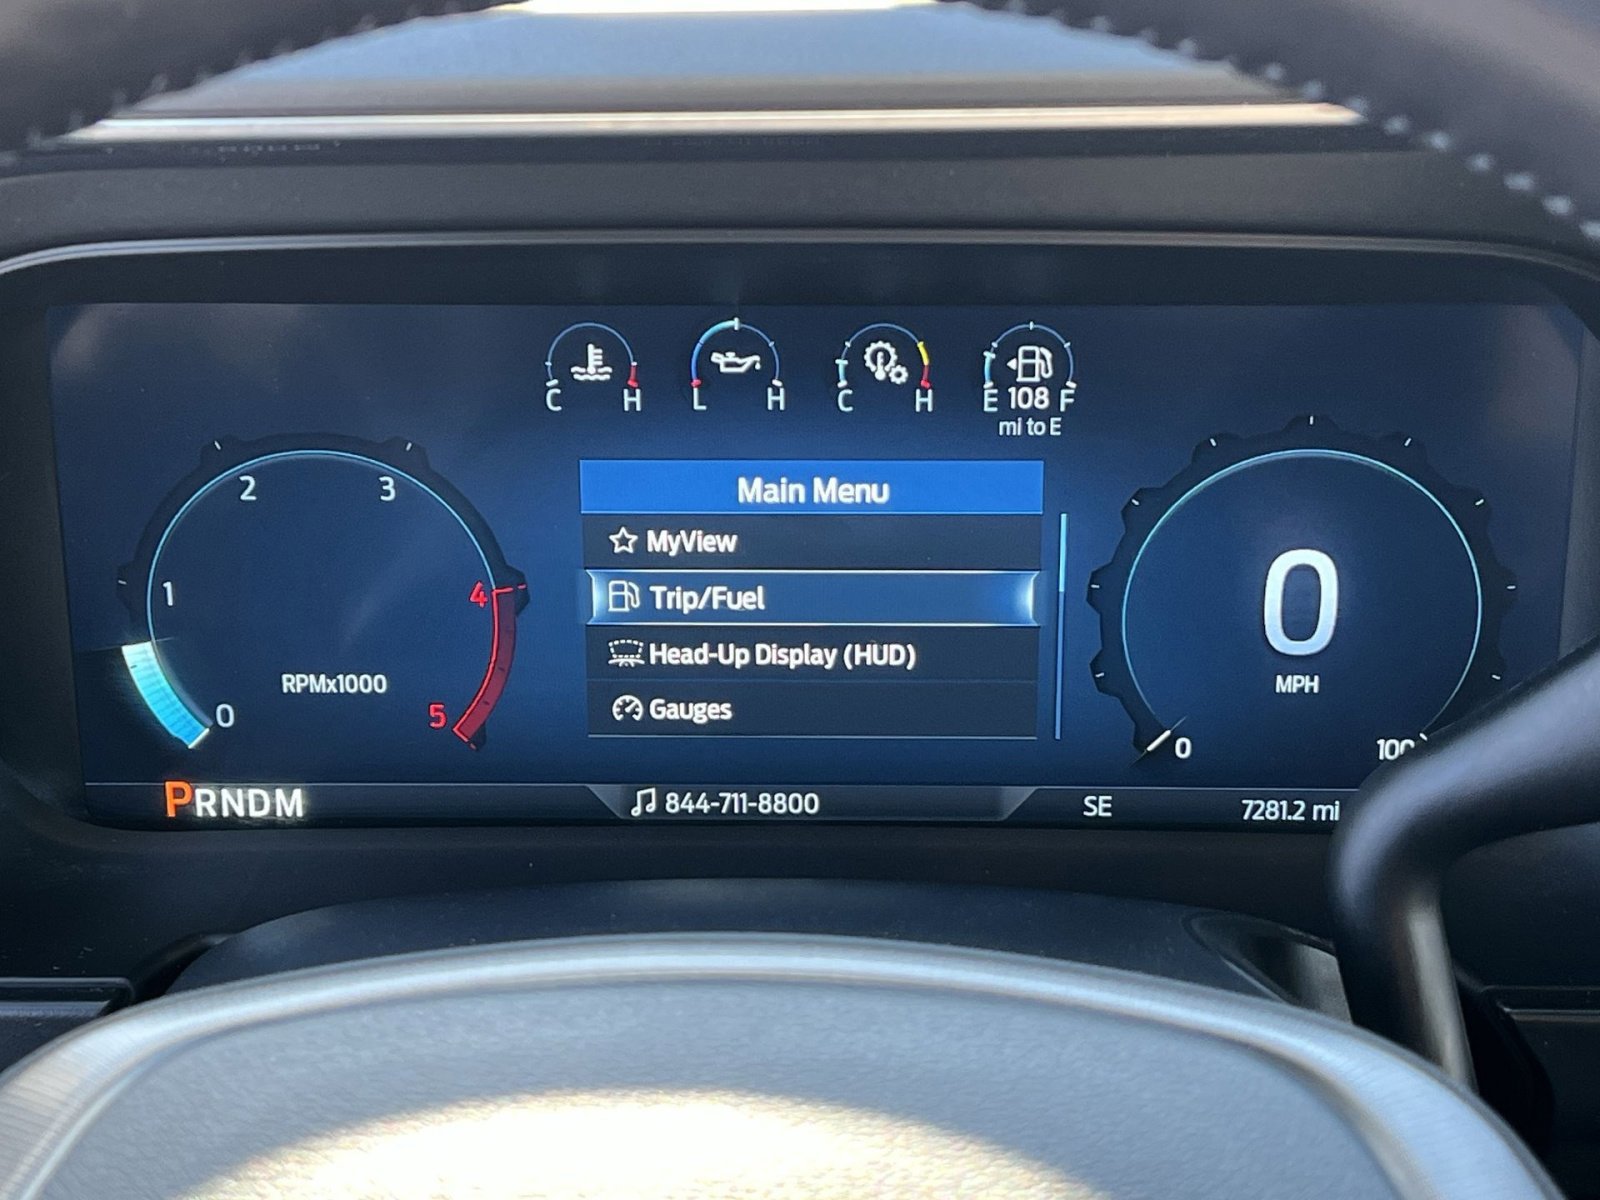 C H
L H
C H
E 108 F
mi to E
Main Menu
MyView
Trip/Fuel
Head-Up Display (HUD)
Gauges
0
1
2
3
4
5
RPMx1000
0
MPH
0
100
PRNDM
844-711-8800
SE
7281.2 mi